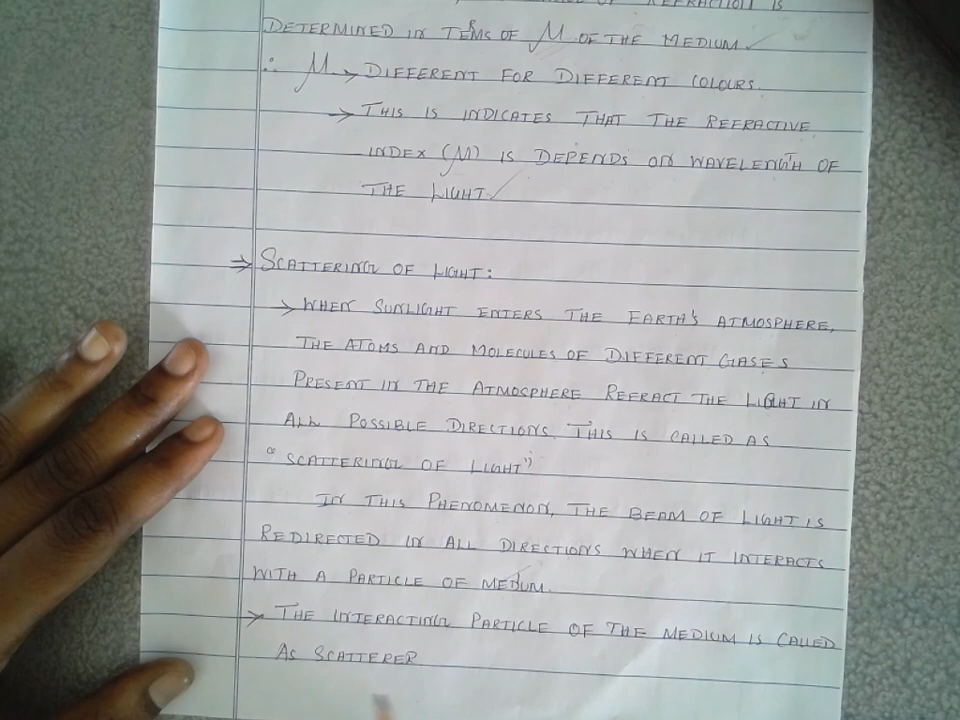 REFRACTION IS
DETERMINED IN TERMS OF μ OF THE MEDIUM.
∴ μ → DIFFERENT FOR DIFFERENT COLOURS.
→ THIS IS INDICATES THAT THE REFRACTIVE
INDEX (μ) IS DEPENDS ON WAVELENGTH OF
THE LIGHT
⇒ SCATTERING OF LIGHT:
→ WHEN SUNLIGHT ENTERS THE EARTH'S ATMOSPHERE,
THE ATOMS AND MOLECULES OF DIFFERENT GASES
PRESENT IN THE ATMOSPHERE REFRACT THE LIGHT IN
ALL POSSIBLE DIRECTIONS. THIS IS CALLED AS
"SCATTERING OF LIGHT"
IN THIS PHENOMENON, THE BEAM OF LIGHT IS
REDIRECTED IN ALL DIRECTIONS WHEN IT INTERACTS
WITH A PARTICLE OF MEDIUM.
→ THE INTERACTING PARTICLE OF THE MEDIUM IS CALLED
AS SCATTERER